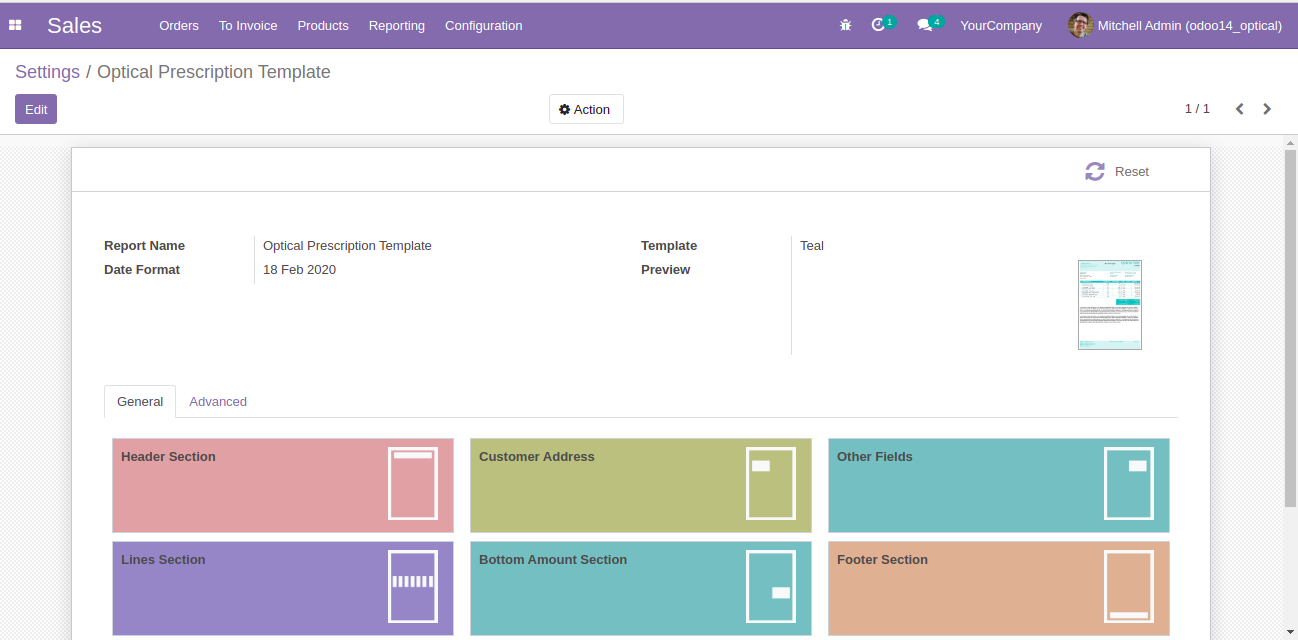 Sales Orders To Invoice Products Reporting Configuration 1 4 YourCompany Mitchell Admin (odoo14_optical)
Settings / Optical Prescription Template
Edit Action 1 / 1
Reset
Report Name Optical Prescription Template Template Teal
Date Format 18 Feb 2020 Preview
General Advanced
Header Section Customer Address Other Fields
Lines Section Bottom Amount Section Footer Section